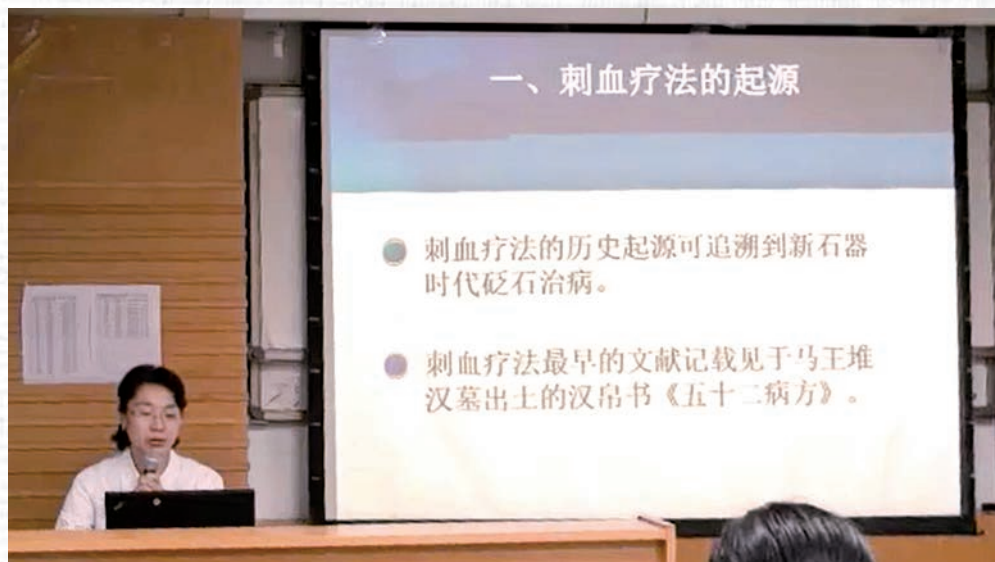 一、刺血疗法的起源
刺血疗法的历史起源可追溯到新石器
时代砭石治病。
刺血疗法最早的文献记载见于马王堆
汉墓出土的汉帛书《五十二病方》。